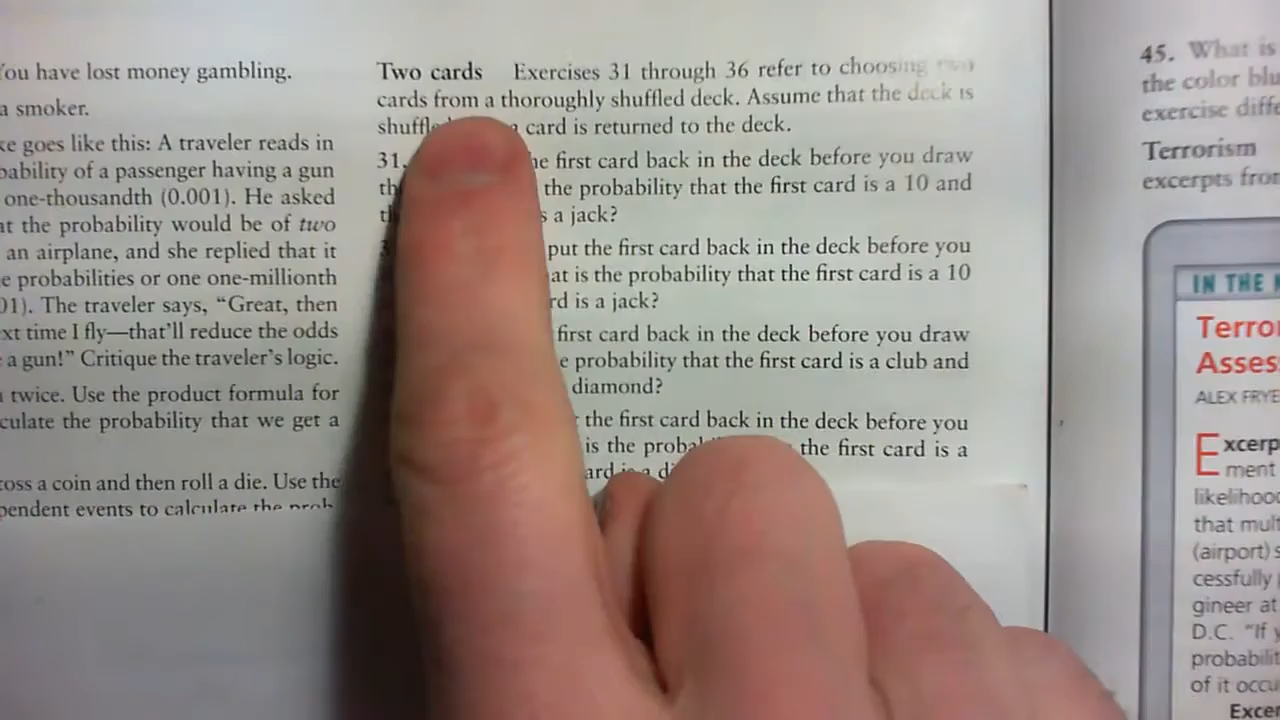 You have lost money gambling.
a smoker.
ke goes like this: A traveler reads in
bability of a passenger having a gun
one-thousandth (0.001). He asked
at the probability would be of two
an airplane, and she replied that it
e probabilities or one one-millionth
01). The traveler says, “Great, then
xt time I fly—that’ll reduce the odds
a gun!” Critique the traveler’s logic.
twice. Use the product formula for
culate the probability that we get a
toss a coin and then roll a die. Use the
pendent events to calculate the prob
Two cards Exercises 31 through 36 refer to choosing two
cards from a thoroughly shuffled deck. Assume that the deck is
card is returned to the deck.
31. he first card back in the deck before you draw
the probability that the first card is a 10 and
s a jack?
put the first card back in the deck before you
at is the probability that the first card is a 10
rd is a jack?
first card back in the deck before you draw
e probability that the first card is a club and
diamond?
the first card back in the deck before you
is the the first card is a
45. What is
the color blu
exercise diffe
Terrorism
excerpts from
IN THE
Terro
Asses
ALEX FRYE
Excerp
ment
likelihood
that mult
(airport) s
cessfully
gineer at
D.C. “If y
probabilit
of it occu
Excer